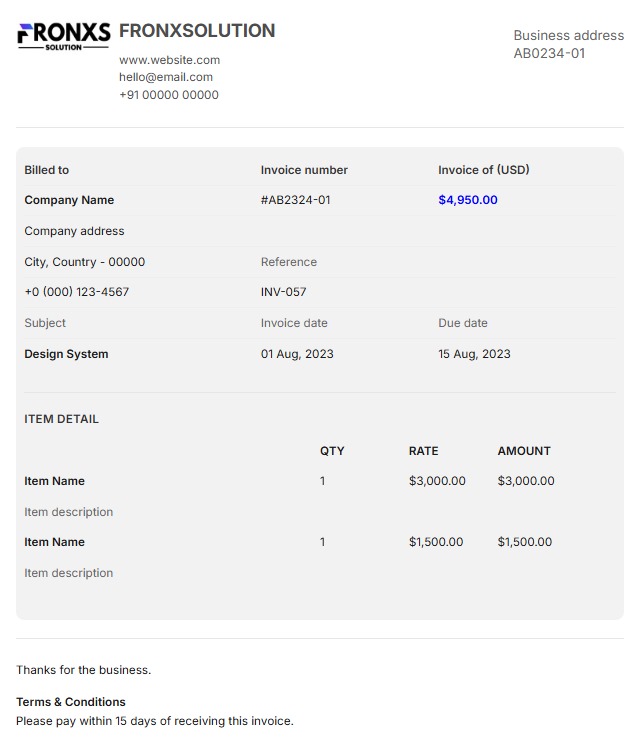 FRONXS FRONXSOLUTION
SOLUTION
Business address
AB0234-01
www.website.com
hello@email.com
+91 00000 00000
Billed to Invoice number Invoice of (USD)
Company Name #AB2324-01 $4,950.00
Company address
City, Country - 00000 Reference
+0 (000) 123-4567 INV-057
Subject Invoice date Due date
Design System 01 Aug, 2023 15 Aug, 2023
ITEM DETAIL
QTY RATE AMOUNT
Item Name 1 $3,000.00 $3,000.00
Item description
Item Name 1 $1,500.00 $1,500.00
Item description
Thanks for the business.
Terms & Conditions
Please pay within 15 days of receiving this invoice.